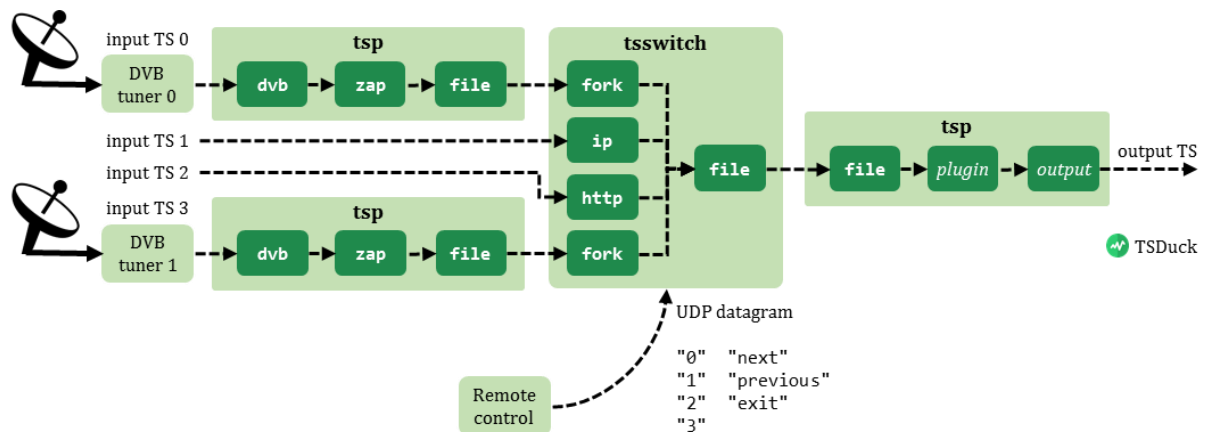 input TS 0
DVB
tuner 0
tsp
dvb
zap
file
tsswitch
fork
input TS 1
ip
input TS 2
http
input TS 3
DVB
tuner 1
tsp
dvb
zap
file
fork
file
tsp
file
plugin
output
output TS
TSDuck
UDP datagram
"0" "next"
"1" "previous"
"2" "exit"
"3"
Remote
control